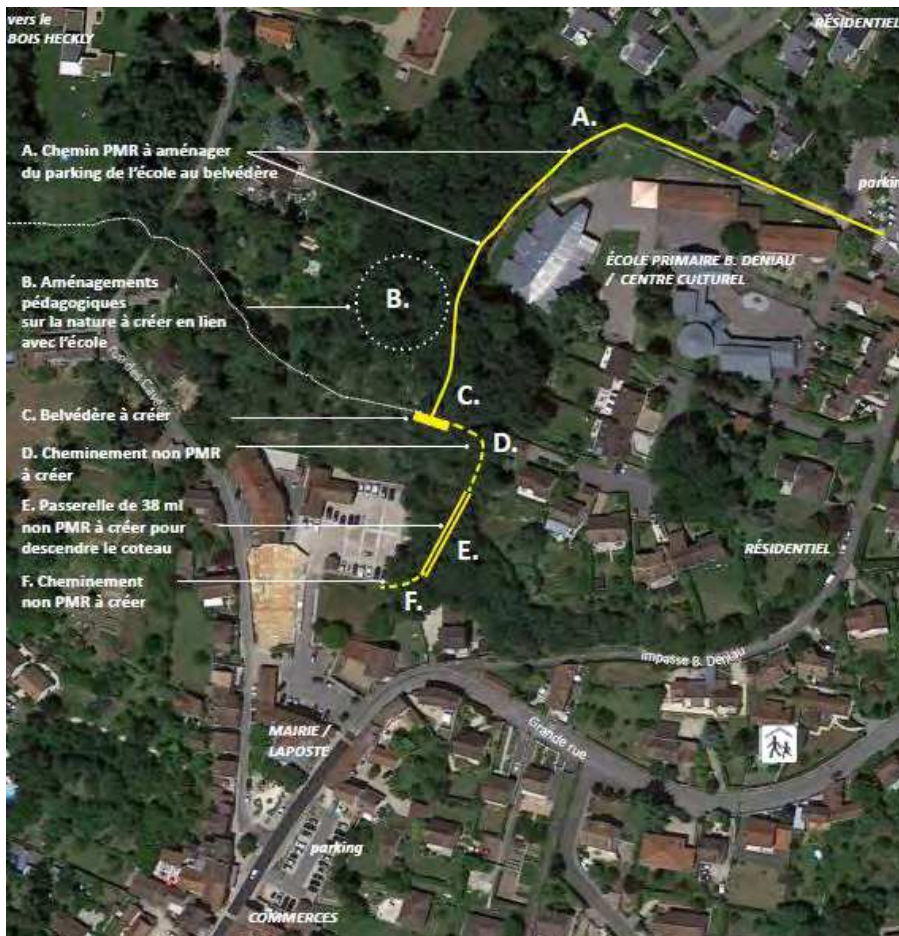 vers le
BOIS HECKLY
RÉSIDENTIEL
A.
A. Chemin PMR à aménager
du parking de l'école au belvédère
parking
ÉCOLE PRIMAIRE B. DENIAU
/ CENTRE CULTUREL
B. Aménagements
pédagogiques
sur la nature à créer en lien
avec l'école
B.
C. Belvédère à créer
C.
D. Cheminement non PMR
à créer
D.
E. Passerelle de 38 ml
non PMR à créer pour
descendre le coteau
E.
RÉSIDENTIEL
F. Cheminement
non PMR à créer
F.
impasse B. Deniau
Grande rue
MAIRIE /
LAPOSTE
parking
COMMERCES